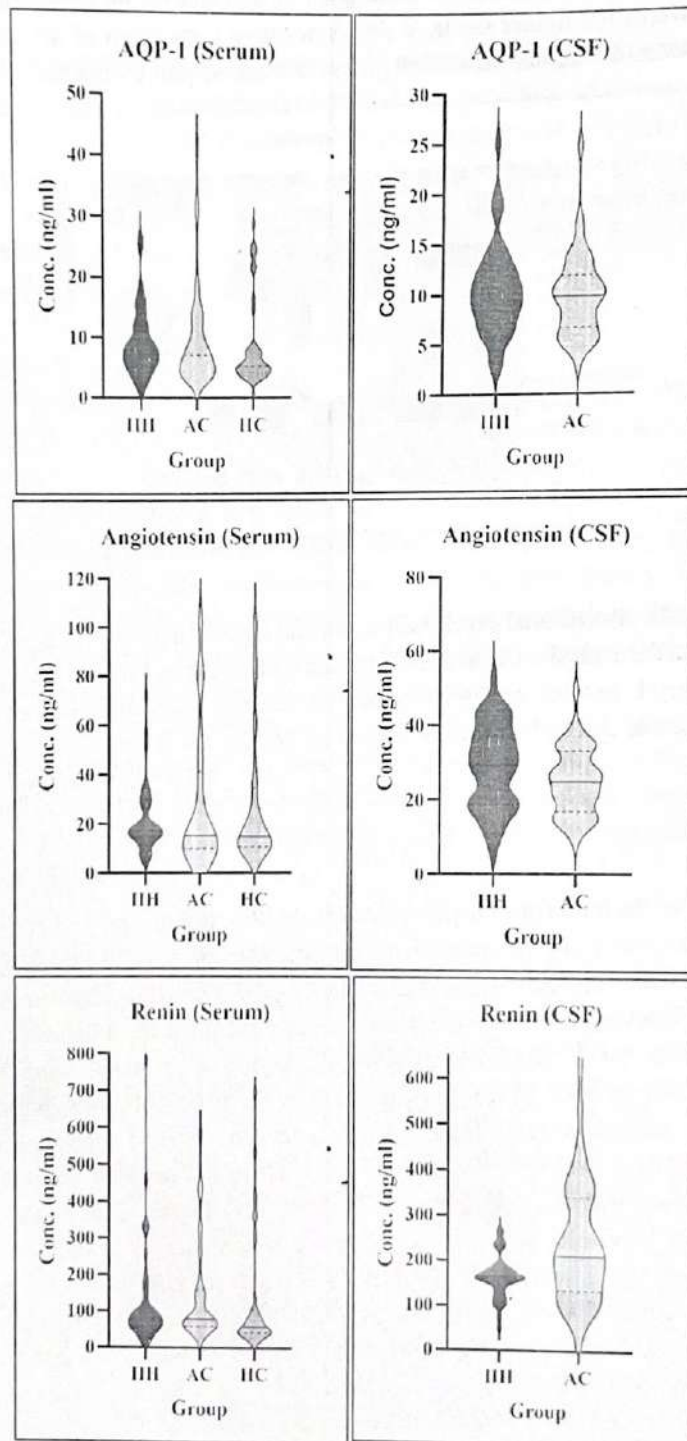 AQP-1 (Serum)
Conc. (ng/ml)
50
40
30
20
10
0
IIH AC HC
Group
AQP-1 (CSF)
Conc. (ng/ml)
30
25
20
15
10
5
0
IIH AC
Group
Angiotensin (Serum)
Conc. (ng/ml)
120
100
80
60
40
20
0
IIH AC HC
Group
Angiotensin (CSF)
Conc. (ng/ml)
80
60
40
20
0
IIH AC
Group
Renin (Serum)
Conc. (ng/ml)
800
700
600
500
400
300
200
100
0
IIH AC HC
Group
Renin (CSF)
Conc. (ng/ml)
600
500
400
300
200
100
0
IIH AC
Group